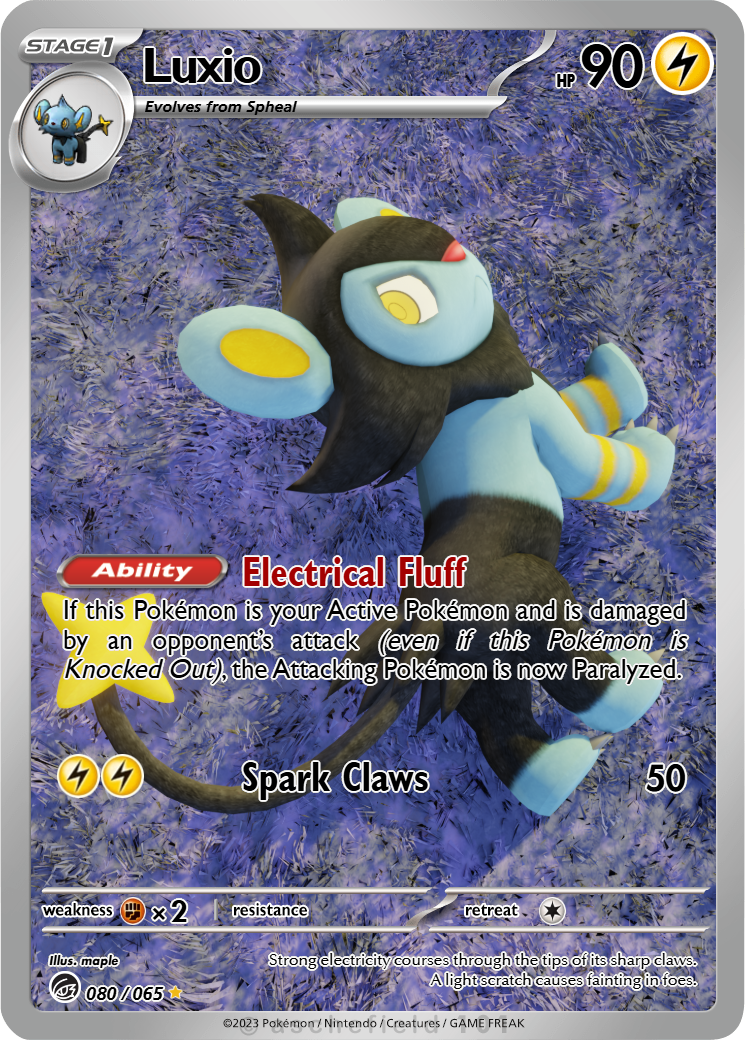 STAGE 1
Luxio
HP 90
Evolves from Spheal
Ability Electrical Fluff
If this Pokémon is your Active Pokémon and is damaged
by an opponent's attack (even if this Pokémon is
Knocked Out), the Attacking Pokémon is now Paralyzed.
Spark Claws 50
weakness ×2 resistance retreat
Illus. maple
Strong electricity courses through the tips of its sharp claws.
A light scratch causes fainting in foes.
080/065
©2023 Pokémon / Nintendo / Creatures / GAME FREAK